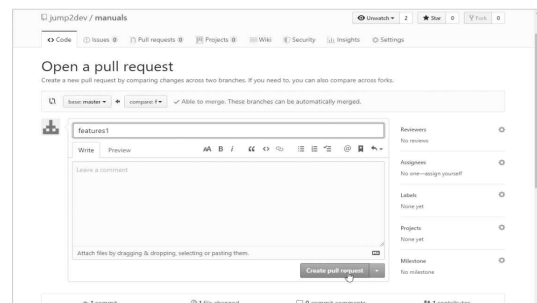 jump2dev / manuals
Unwatch 2 Star 0 Fork 0
<> Code Issues 0 Pull requests 0 Projects 0 Wiki Security Insights Settings
Open a pull request
Create a new pull request by comparing changes across two branches. If you need to, you can also compare across forks.
base: master compare: f ✓ Able to merge. These branches can be automatically merged.
features1
Write Preview AA B i
Leave a comment
Attach files by dragging & dropping, selecting or pasting them.
Create pull request
Reviewers
No reviews
Assignees
No one—assign yourself
Labels
None yet
Projects
None yet
Milestone
No milestone
1 commit 1 file changed 0 commit comments 1 contributor